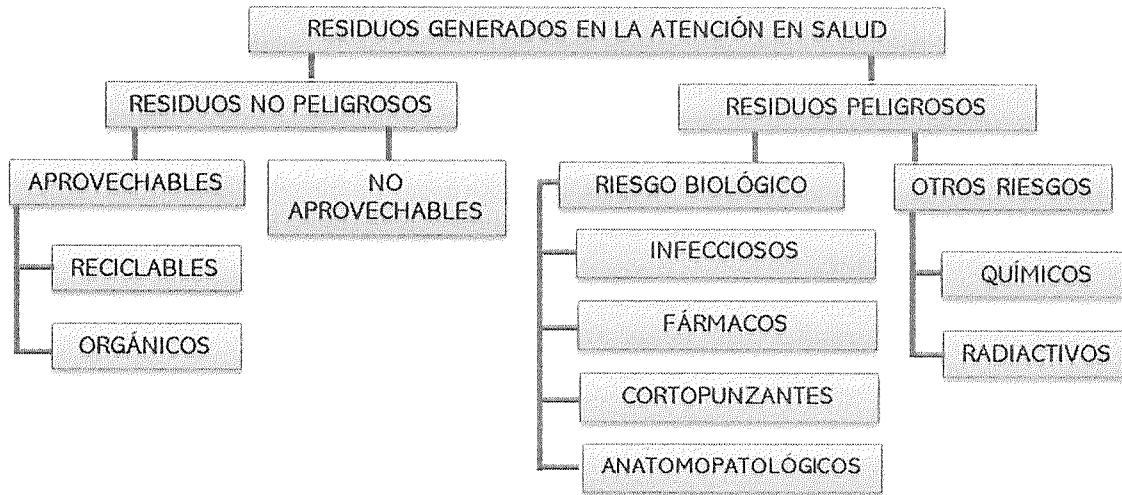 RESIDUOS GENERADOS EN LA ATENCIÓN EN SALUD
RESIDUOS NO PELIGROSOS
RESIDUOS PELIGROSOS
APROVECHABLES
NO
APROVECHABLES
RIESGO BIOLÓGICO
OTROS RIESGOS
RECICLABLES
ORGÁNICOS
INFECCIOSOS
FÁRMACOS
CORTOPUNZANTES
ANATOMOPATOLÓGICOS
QUÍMICOS
RADIACTIVOS